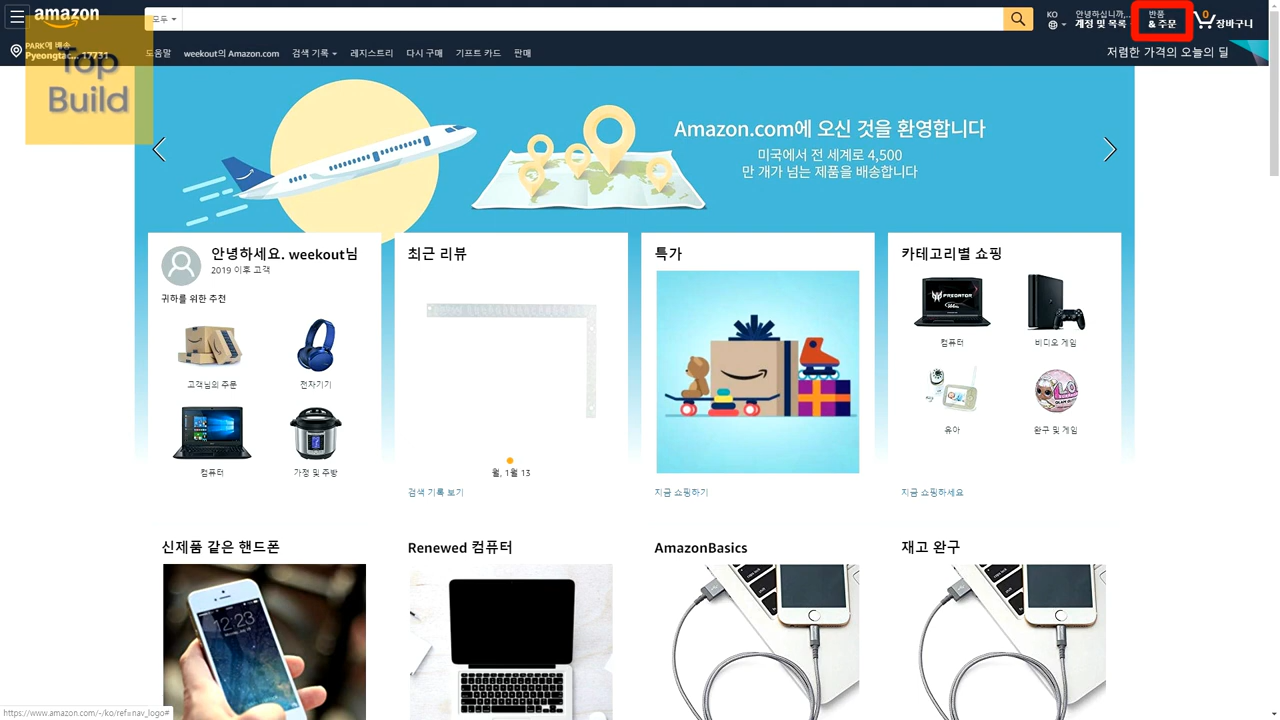 amazon
모두
KO
안녕하십니까,...
계정 및 목록
반품
& 주문
0
장바구니
PARK에 배송
Pyeongtac... 17731
도움말
weekout의 Amazon.com
검색 기록
레지스트리
다시 구매
기프트 카드
판매
저렴한 가격의 오늘의 딜
Top
Build
Amazon.com에 오신 것을 환영합니다
미국에서 전 세계로 4,500
만 개가 넘는 제품을 배송합니다
안녕하세요. weekout님
2019 이후 고객
귀하를 위한 추천
고객님의 주문
전자기기
컴퓨터
가정 및 주방
최근 리뷰
월, 1월 13
검색 기록 보기
특가
지금 쇼핑하기
카테고리별 쇼핑
PREDATOR
컴퓨터
비디오 게임
유아
완구 및 게임
지금 쇼핑하세요
신제품 같은 핸드폰
Renewed 컴퓨터
AmazonBasics
재고 완구
https://www.amazon.com/-/ko/ref=nav_logo#